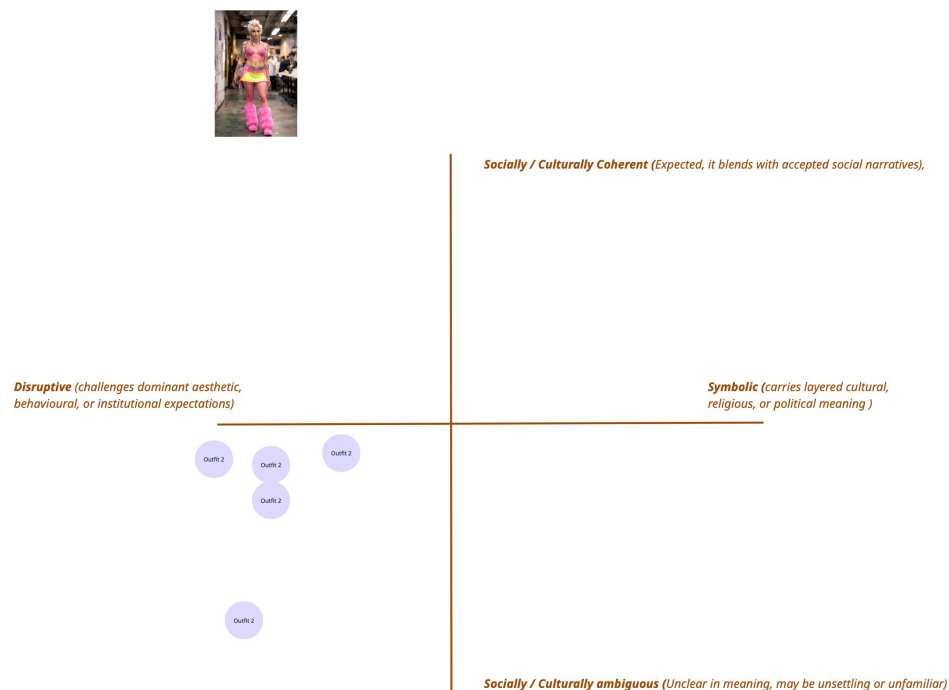 Socially / Culturally Coherent (Expected, it blends with accepted social narratives),
Disruptive (challenges dominant aesthetic,
behavioural, or institutional expectations)
Symbolic (carries layered cultural,
religious, or political meaning )
Outfit 2
Outfit 2
Outfit 2
Outfit 2
Outfit 2
Socially / Culturally ambiguous (Unclear in meaning, may be unsettling or unfamiliar)